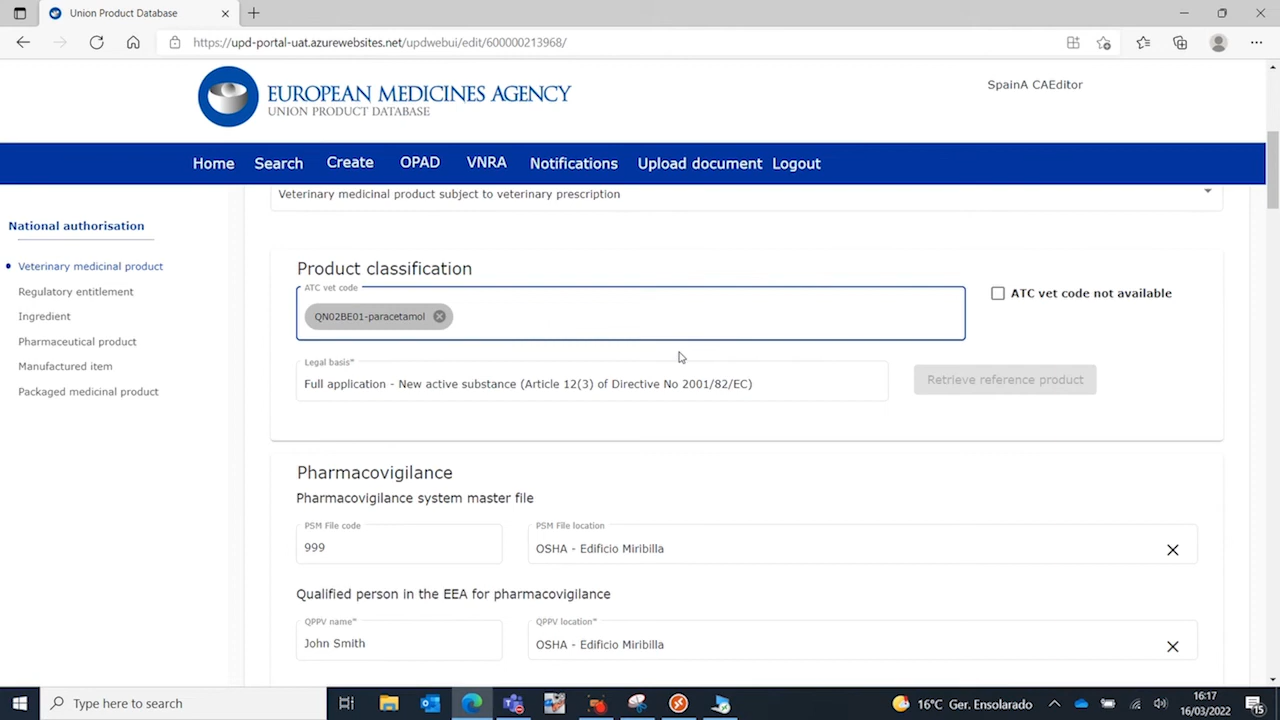 Union Product Database
https://upd-portal-uat.azurewebsites.net/updwebui/edit/600000213968/
EUROPEAN MEDICINES AGENCY
UNION PRODUCT DATABASE
SpainA CAEditor
Home Search Create OPAD VNRA Notifications Upload document Logout
National authorisation
Veterinary medicinal product
Regulatory entitlement
Ingredient
Pharmaceutical product
Manufactured item
Packaged medicinal product
Veterinary medicinal product subject to veterinary prescription
Product classification
ATC vet code
QN02BE01-paracetamol
ATC vet code not available
Legal basis*
Full application - New active substance (Article 12(3) of Directive No 2001/82/EC)
Retrieve reference product
Pharmacovigilance
Pharmacovigilance system master file
PSM File code
999
PSM File location
OSHA - Edificio Miribilla
Qualified person in the EEA for pharmacovigilance
QPPV name*
John Smith
QPPV location*
OSHA - Edificio Miribilla
Type here to search
16°C Ger. Ensolarado
16:17
16/03/2022
15